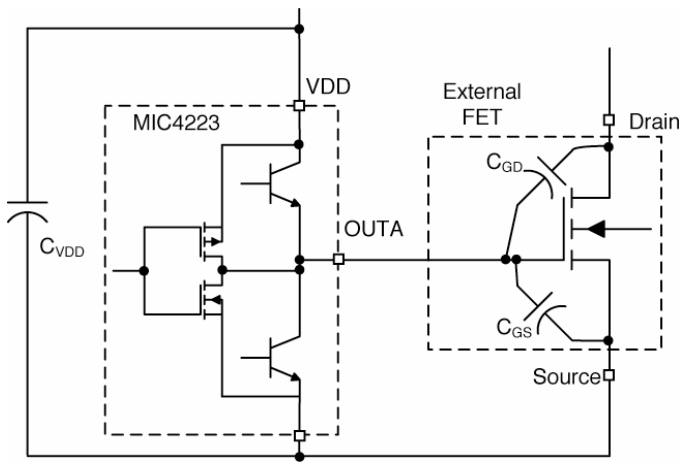 VDD
External
FET
MIC4223
Drain
C_GD
OUTA
C_VDD
C_GS
Source